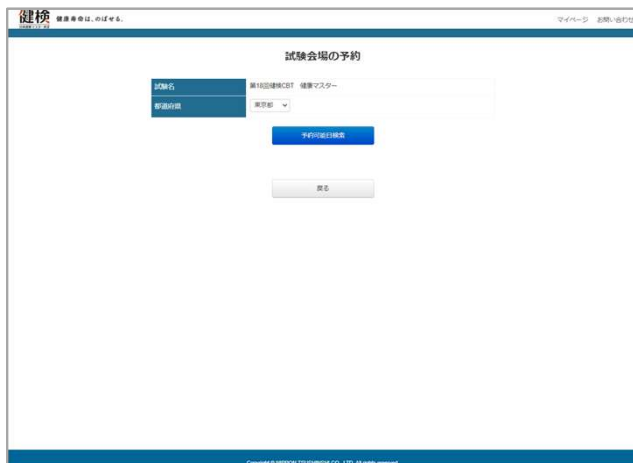 健検 健康寿命は、のばせる。
マイページ お問い合わせ
試験会場の予約
試験名 第18回健検CBT 健康マスター
都道府県 東京都
予約可能日検索
戻る